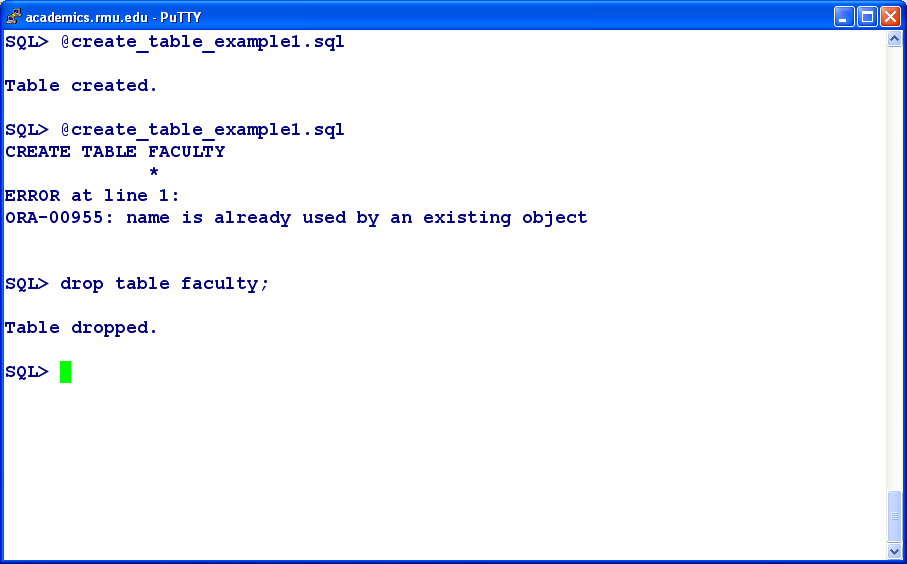 academics.rmu.edu - PuTTY
SQL> @create_table_example1.sql
Table created.
SQL> @create_table_example1.sql
CREATE TABLE FACULTY
*
ERROR at line 1:
ORA-00955: name is already used by an existing object
SQL> drop table faculty;
Table dropped.
SQL>